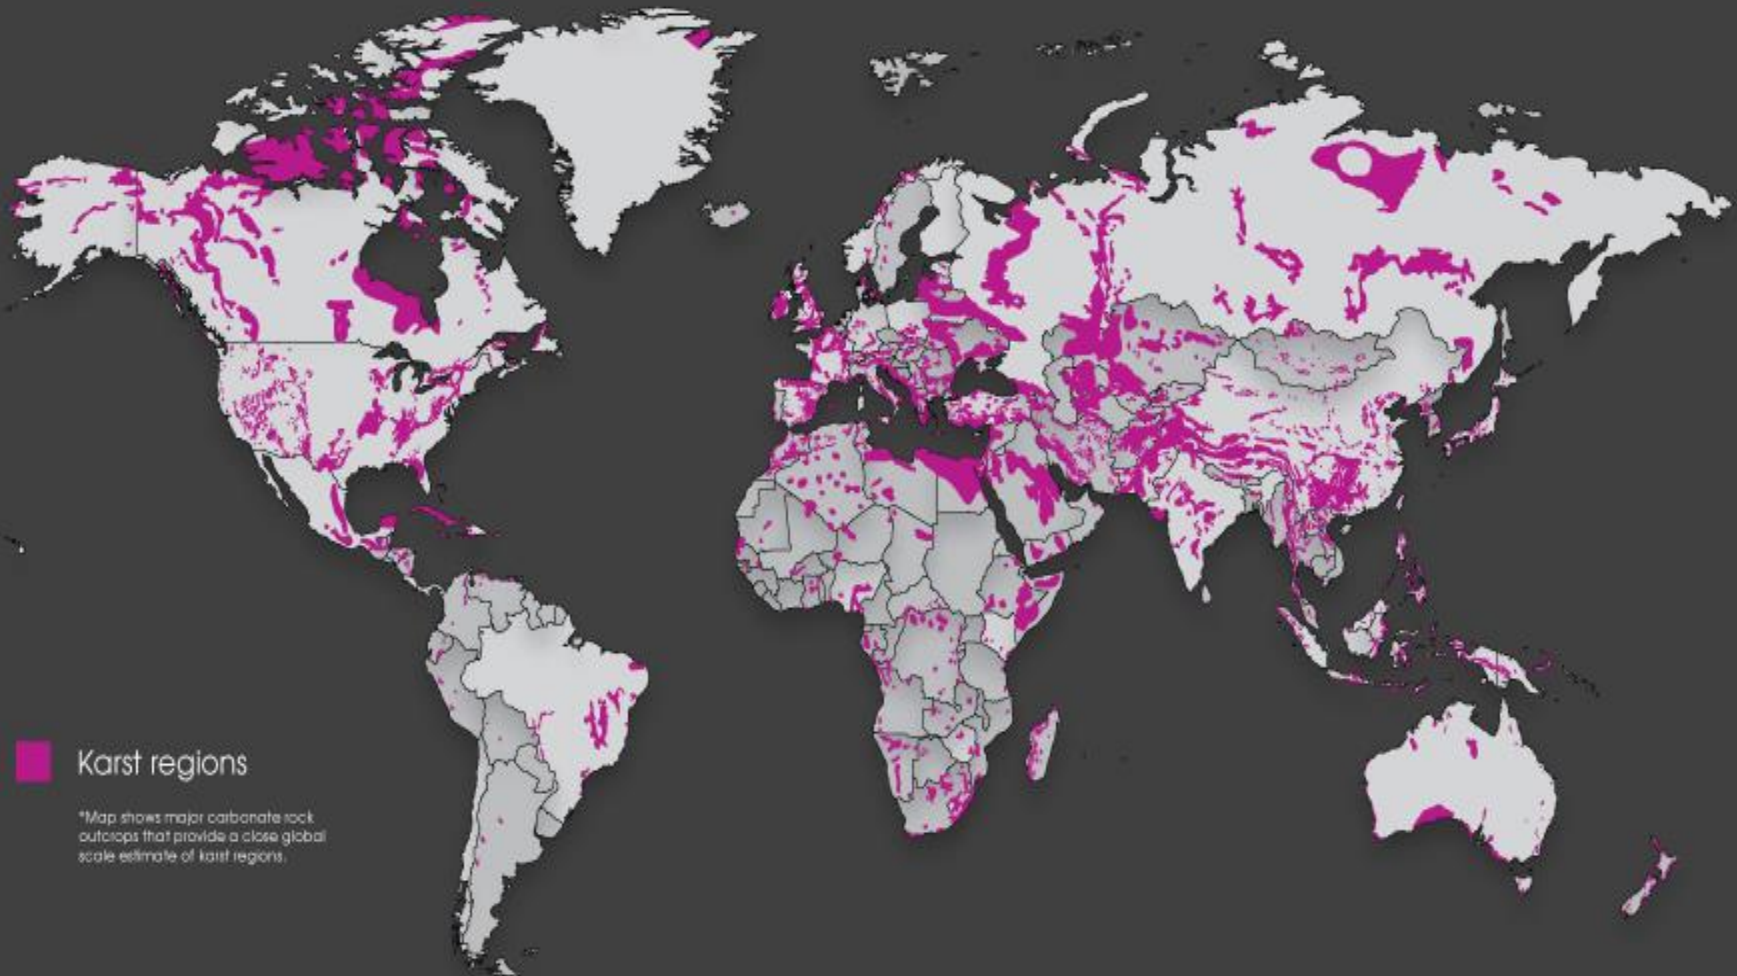 Karst regions
*Map shows major carbonate rock
outcrops that provide a close global
scale estimate of karst regions.